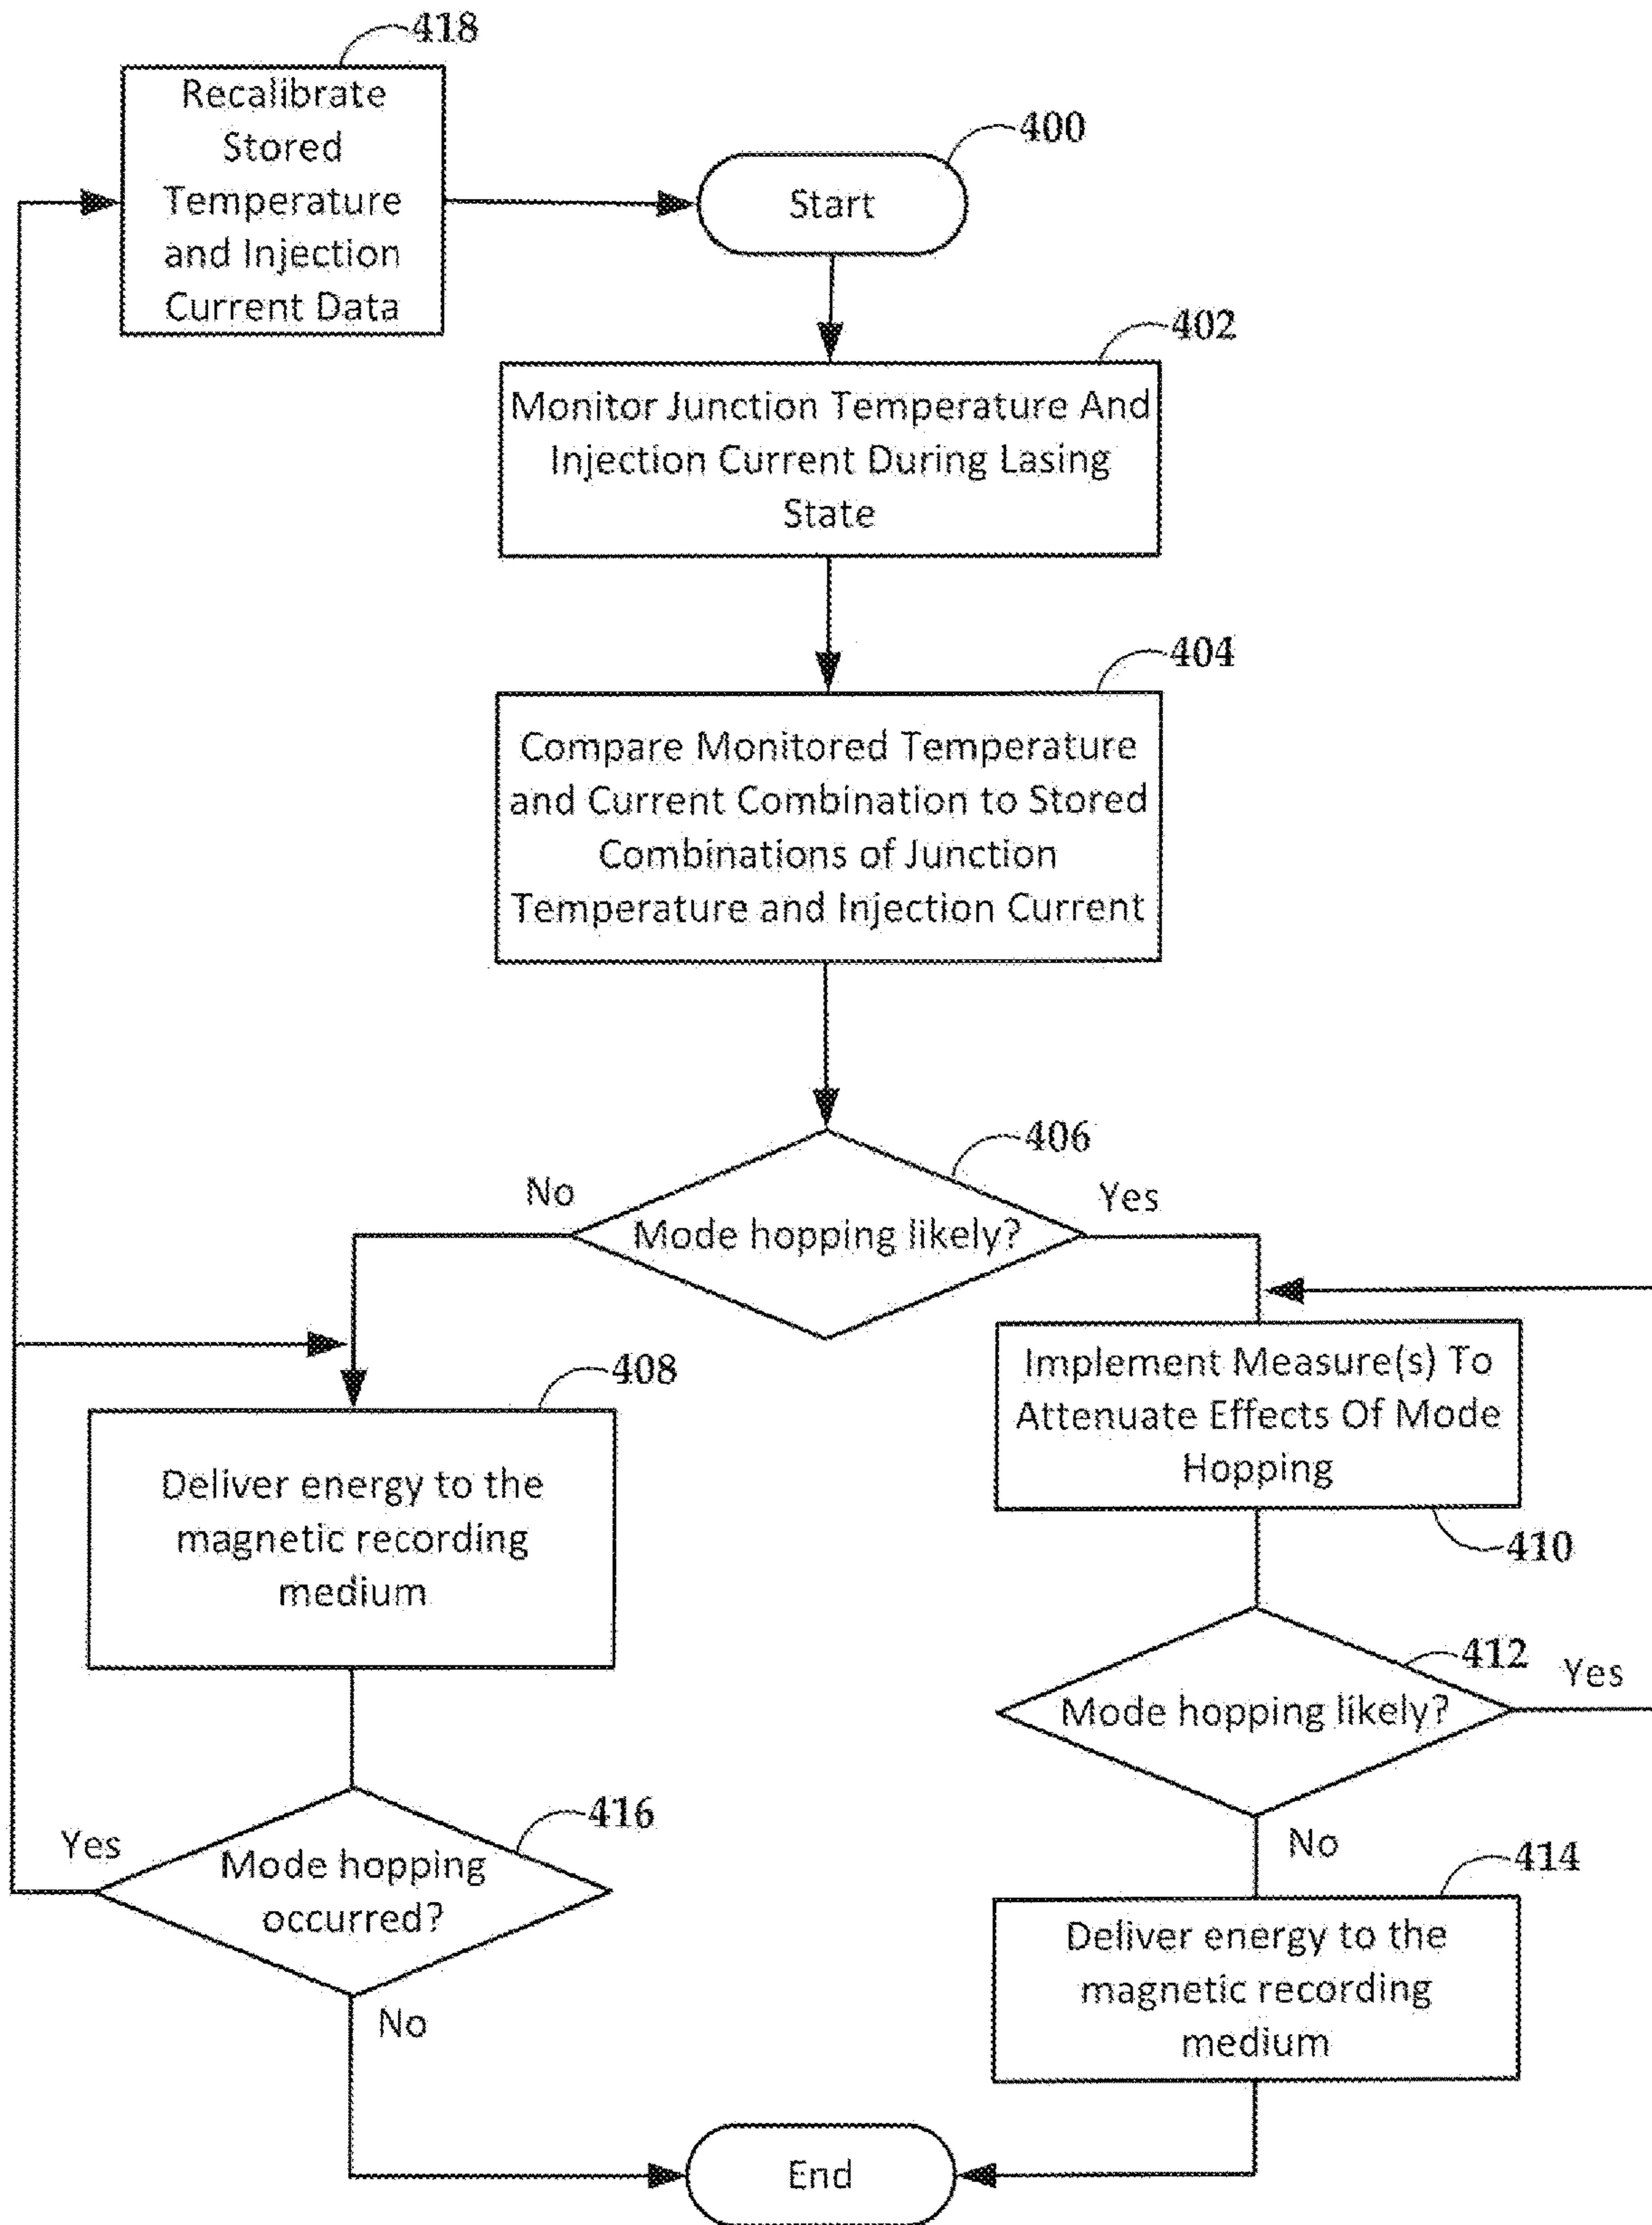 418
Recalibrate
Stored
Temperature
and Injection
Current Data
400
Start
402
Monitor Junction Temperature And
Injection Current During Lasing
State
404
Compare Monitored Temperature
and Current Combination to Stored
Combinations of Junction
Temperature and Injection Current
406
No
Yes
Mode hopping likely?
408
Deliver energy to the
magnetic recording
medium
Implement Measure(s) To
Attenuate Effects Of Mode
Hopping
410
412
Yes
Mode hopping likely?
No
416
Yes
Mode hopping
occurred?
No
414
Deliver energy to the
magnetic recording
medium
End